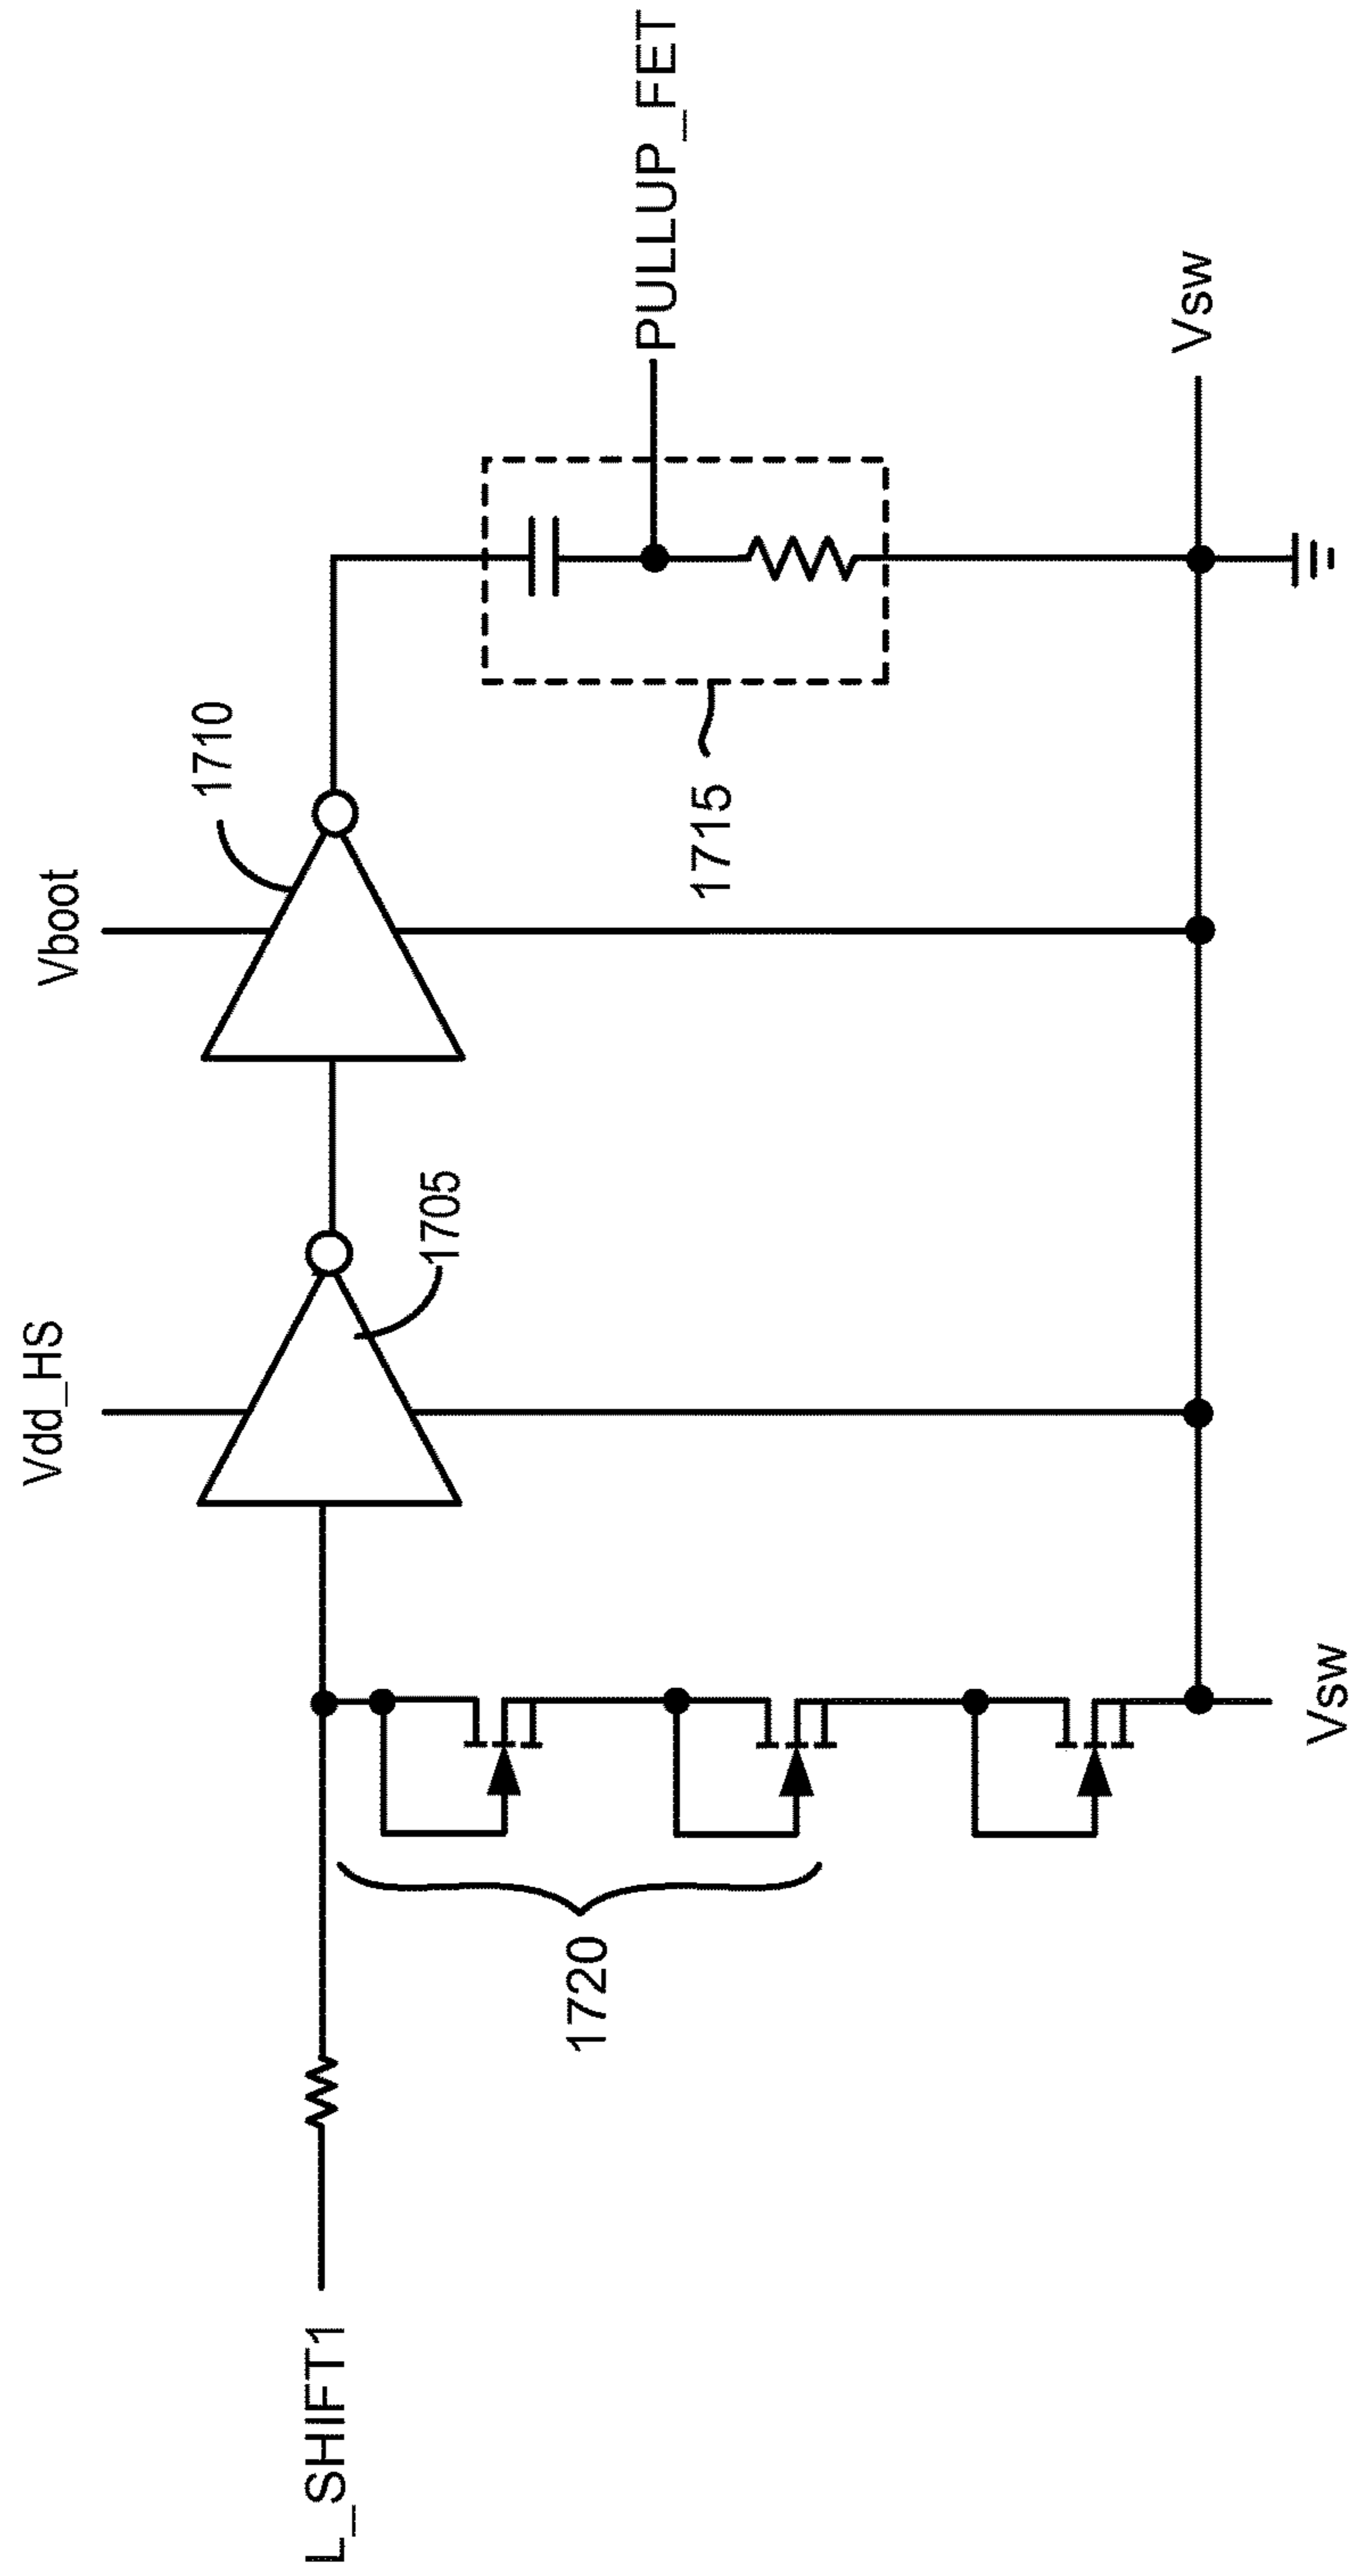 L_SHIFT1
1720
Vsw
Vdd_HS
1705
Vboot
1710
1715
PULLUP_FET
Vsw